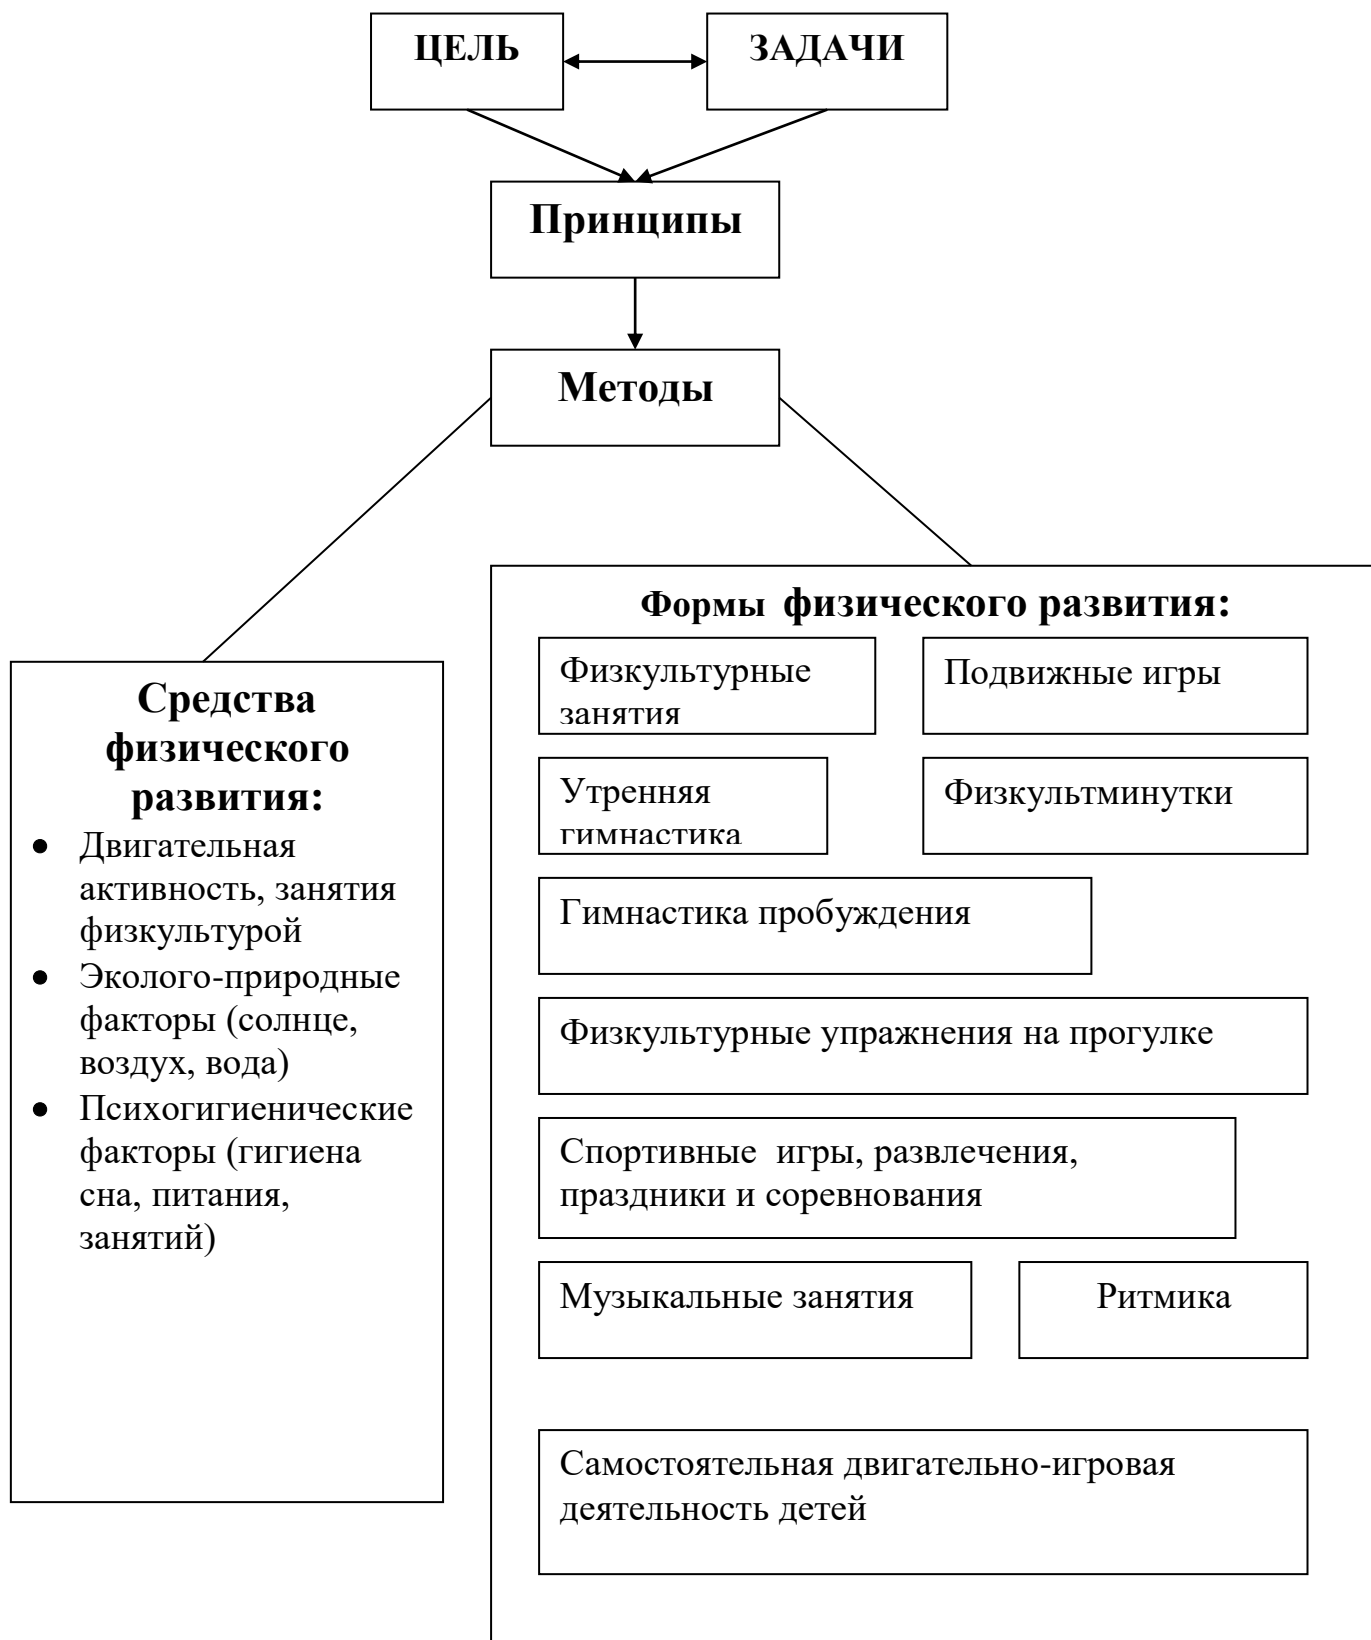 ЦЕЛЬ
ЗАДАЧИ
Принципы
Методы
Средства
физического
развития:
• Двигательная
активность, занятия
физкультурой
• Эколого-природные
факторы (солнце,
воздух, вода)
• Психогигиенические
факторы (гигиена
сна, питания,
занятий)
Формы физического развития:
Физкультурные
занятия
Подвижные игры
Утренняя
гимнастика
Физкультминутки
Гимнастика пробуждения
Физкультурные упражнения на прогулке
Спортивные игры, развлечения,
праздники и соревнования
Музыкальные занятия
Ритмика
Самостоятельная двигательно-игровая
деятельность детей